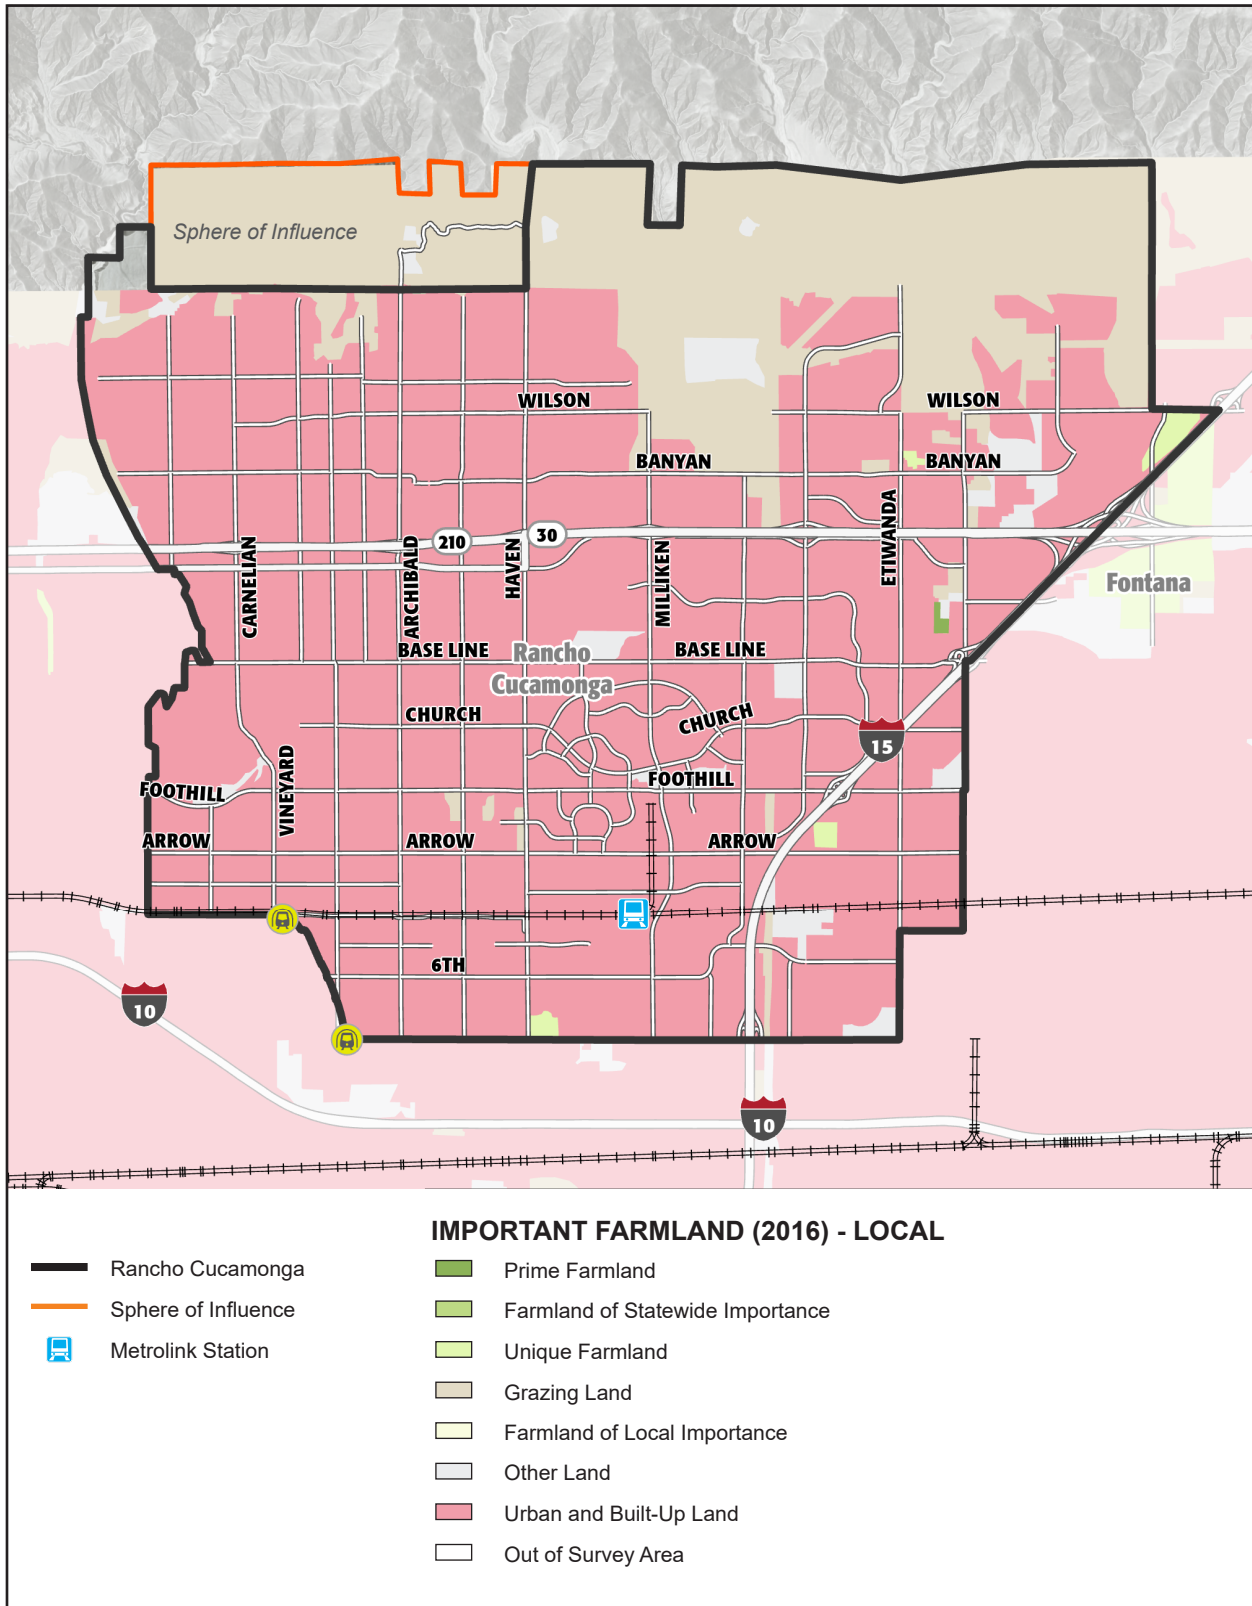 Sphere of Influence
WILSON
WILSON
BANYAN
BANYAN
210
30
CARNELIAN
ARCHIBALD
HAVEN
MILLIKEN
ETIWANDA
Fontana
BASE LINE
Rancho
Cucamonga
BASE LINE
CHURCH
CHURCH
15
VINEYARD
FOOTHILL
FOOTHILL
ARROW
ARROW
ARROW
6TH
10
10
IMPORTANT FARMLAND (2016) - LOCAL
Rancho Cucamonga
Sphere of Influence
Metrolink Station
Prime Farmland
Farmland of Statewide Importance
Unique Farmland
Grazing Land
Farmland of Local Importance
Other Land
Urban and Built-Up Land
Out of Survey Area